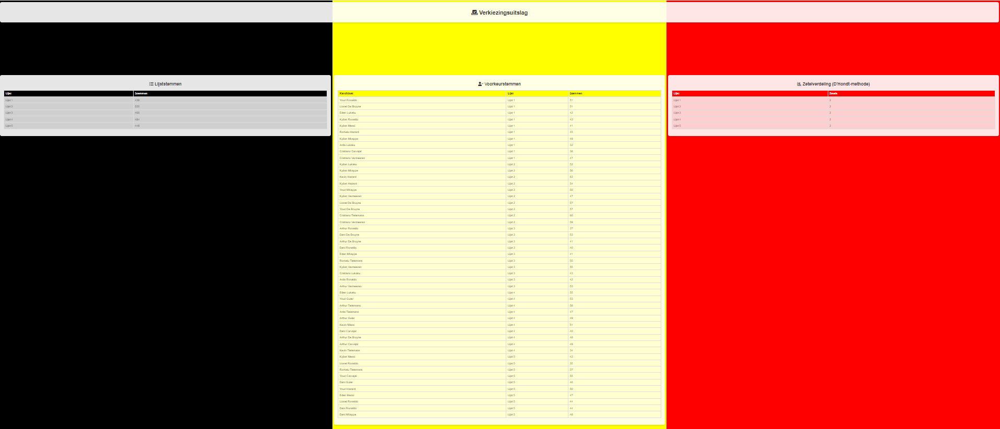 Verkiezingsuitslag
Lijststemmen
Lijst Stemmen
Lijst 1 438
Lijst 2 555
Lijst 3 460
Lijst 4 484
Lijst 5 448
Voorkeurstemmen
Kandidaat Lijst Stemmen
Youri Ronaldo Lijst 1 51
Lionel De Bruyne Lijst 1 51
Eden Lukaku Lijst 1 42
Kylian Ronaldo Lijst 1 42
Kylian Messi Lijst 1 41
Romelu Hazard Lijst 1 45
Kylian Mbappe Lijst 1 49
Arda Lukaku Lijst 1 32
Cristiano Carvajal Lijst 1 38
Cristiano Vermeeren Lijst 1 47
Kylian Lukaku Lijst 2 52
Kylian Mbappe Lijst 2 56
Kevin Hazard Lijst 2 63
Kylian Hazard Lijst 2 54
Youri Mbappe Lijst 2 50
Kylian Vermeeren Lijst 2 47
Lionel De Bruyne Lijst 2 57
Youri De Bruyne Lijst 2 57
Cristiano Tielemans Lijst 2 60
Cristiano Vermeeren Lijst 2 59
Arthur Ronaldo Lijst 3 37
Dani De Bruyne Lijst 3 53
Arthur De Bruyne Lijst 3 41
Dani Ronaldo Lijst 3 40
Eden Mbappe Lijst 3 41
Romelu Tielemans Lijst 3 55
Kylian Vermeeren Lijst 3 55
Cristiano Lukaku Lijst 3 43
Arda Ronaldo Lijst 3 42
Arthur Vermeeren Lijst 3 53
Eden Lukaku Lijst 4 55
Youri Guler Lijst 4 53
Arthur Tielemans Lijst 4 56
Arda Tielemans Lijst 4 47
Arthur Guler Lijst 4 49
Kevin Messi Lijst 4 51
Dani Carvajal Lijst 4
Arthur De Bruyne Lijst 4
Arthur Carvajal Lijst 4 49
Kevin Tielemans Lijst 4 34
Kylian Messi Lijst 5 42
Lionel Ronaldo Lijst 5 35
Romelu Tielemans Lijst 5 37
Youri Carvajal Lijst 5 55
Dani Guler Lijst 5
Youri Hazard Lijst 5 50
Eden Messi Lijst 5 47
Lionel Ronaldo Lijst 5 44
Dani Ronaldo Lijst 5 44
Dani Mbappe Lijst 5
Zetelverdeling (D'Hondt-methode)
Lijst Zetels
Lijst 1 2
Lijst 2 2
Lijst 3 2
Lijst 4 2
Lijst 5 2